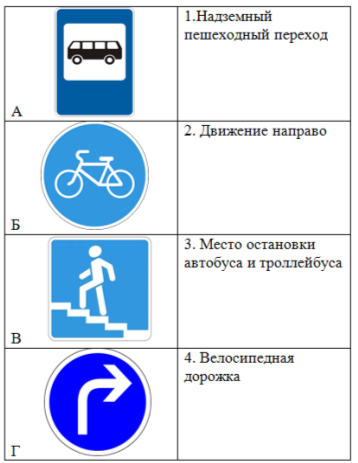 А
1.Надземный
пешеходный переход
Б
2. Движение направо
В
3. Место остановки
автобуса и троллейбуса
Г
4. Велосипедная
дорожка